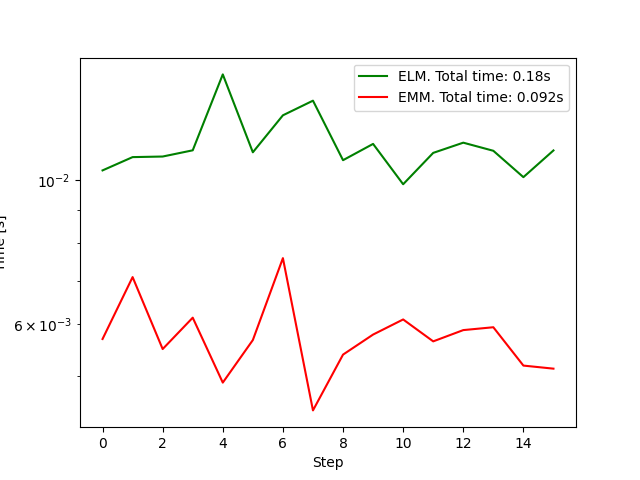 ELM. Total time: 0.18s
EMM. Total time: 0.092s
10⁻²
6 × 10⁻³
[s]
0 2 4 6 8 10 12 14
Step